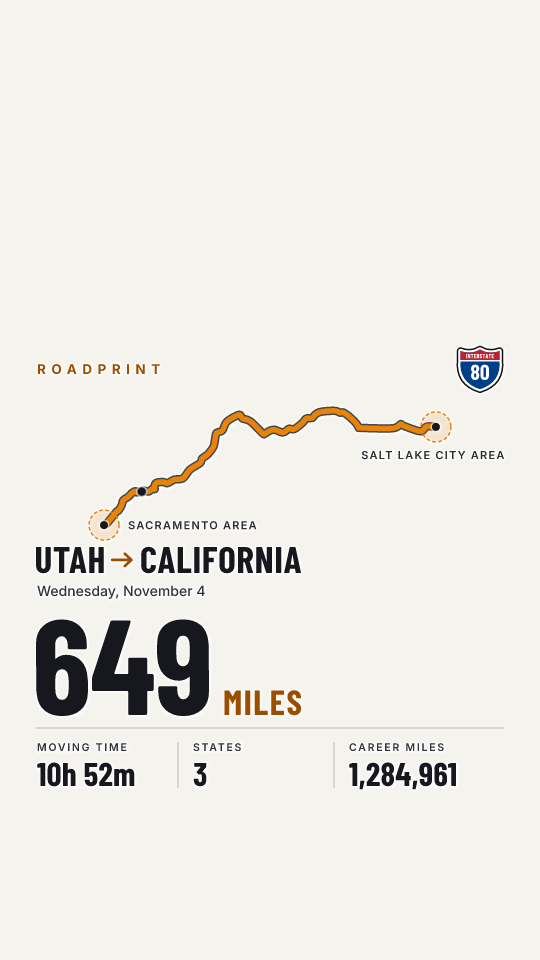 ROADPRINT
INTERSTATE
80
SALT LAKE CITY AREA
SACRAMENTO AREA
UTAH → CALIFORNIA
Wednesday, November 4
649 MILES
MOVING TIME
10h 52m
STATES
3
CAREER MILES
1,284,961